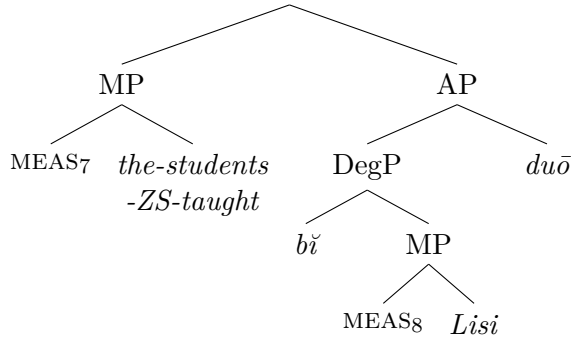 MP AP
MEAS₇ the-students DegP duō
-ZS-taught
bĭ MP
MEAS₈ Lisi